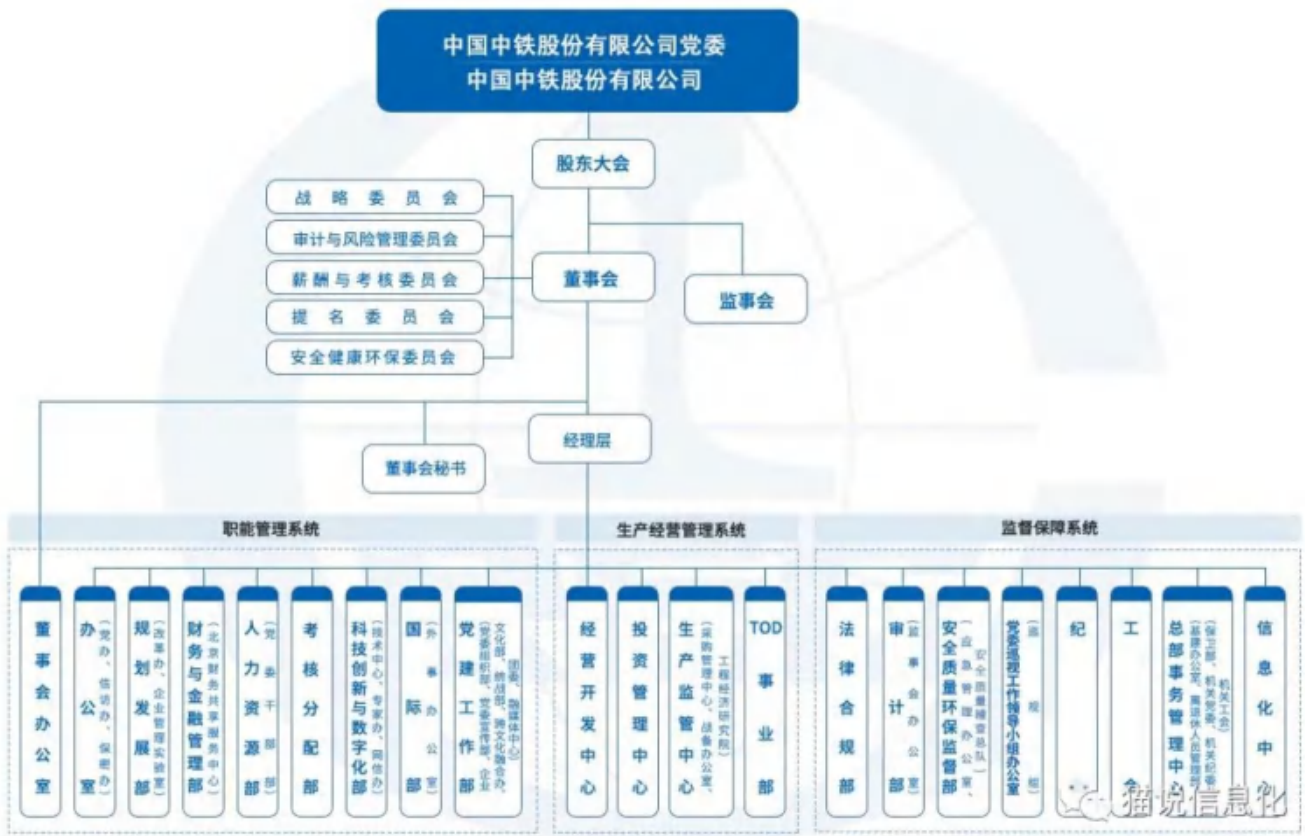 中国中铁股份有限公司党委
中国中铁股份有限公司
股东大会
战略委员会
审计与风险管理委员会
薪酬与考核委员会
提名委员会
安全健康环保委员会
董事会
监事会
经理层
董事会秘书
职能管理系统
生产经营管理系统
监督保障系统
董事会办公室
办公室
(党办、信访办、保密办)
规划发展部
(改革办、企业管理实验室)
财务与金融管理部
(北京财务共享服务中心)
人力资源部
(党委干部部)
考核分配部
科技创新与数字化部
(技术中心、专家办、网信办)
国际部
(外事办公室)
党建工作部
(党委组织部、党委宣传部、企业
文化部、统战部、跨文化融合办、
团委、融媒体中心)
经营开发中心
投资管理中心
生产监管中心
(采购管理中心、战备办公室、
工程经济研究院)
TOD事业部
法律合规部
审计部
(监事会办公室)
安全质量环保监督部
(应急管理办公室、
安全质量稽查总队)
党委巡视工作领导小组办公室
纪
工会
总部事务管理中心
(保卫部、机关党委、机关纪委、
机关工会)
信息化中心
猫说信息化